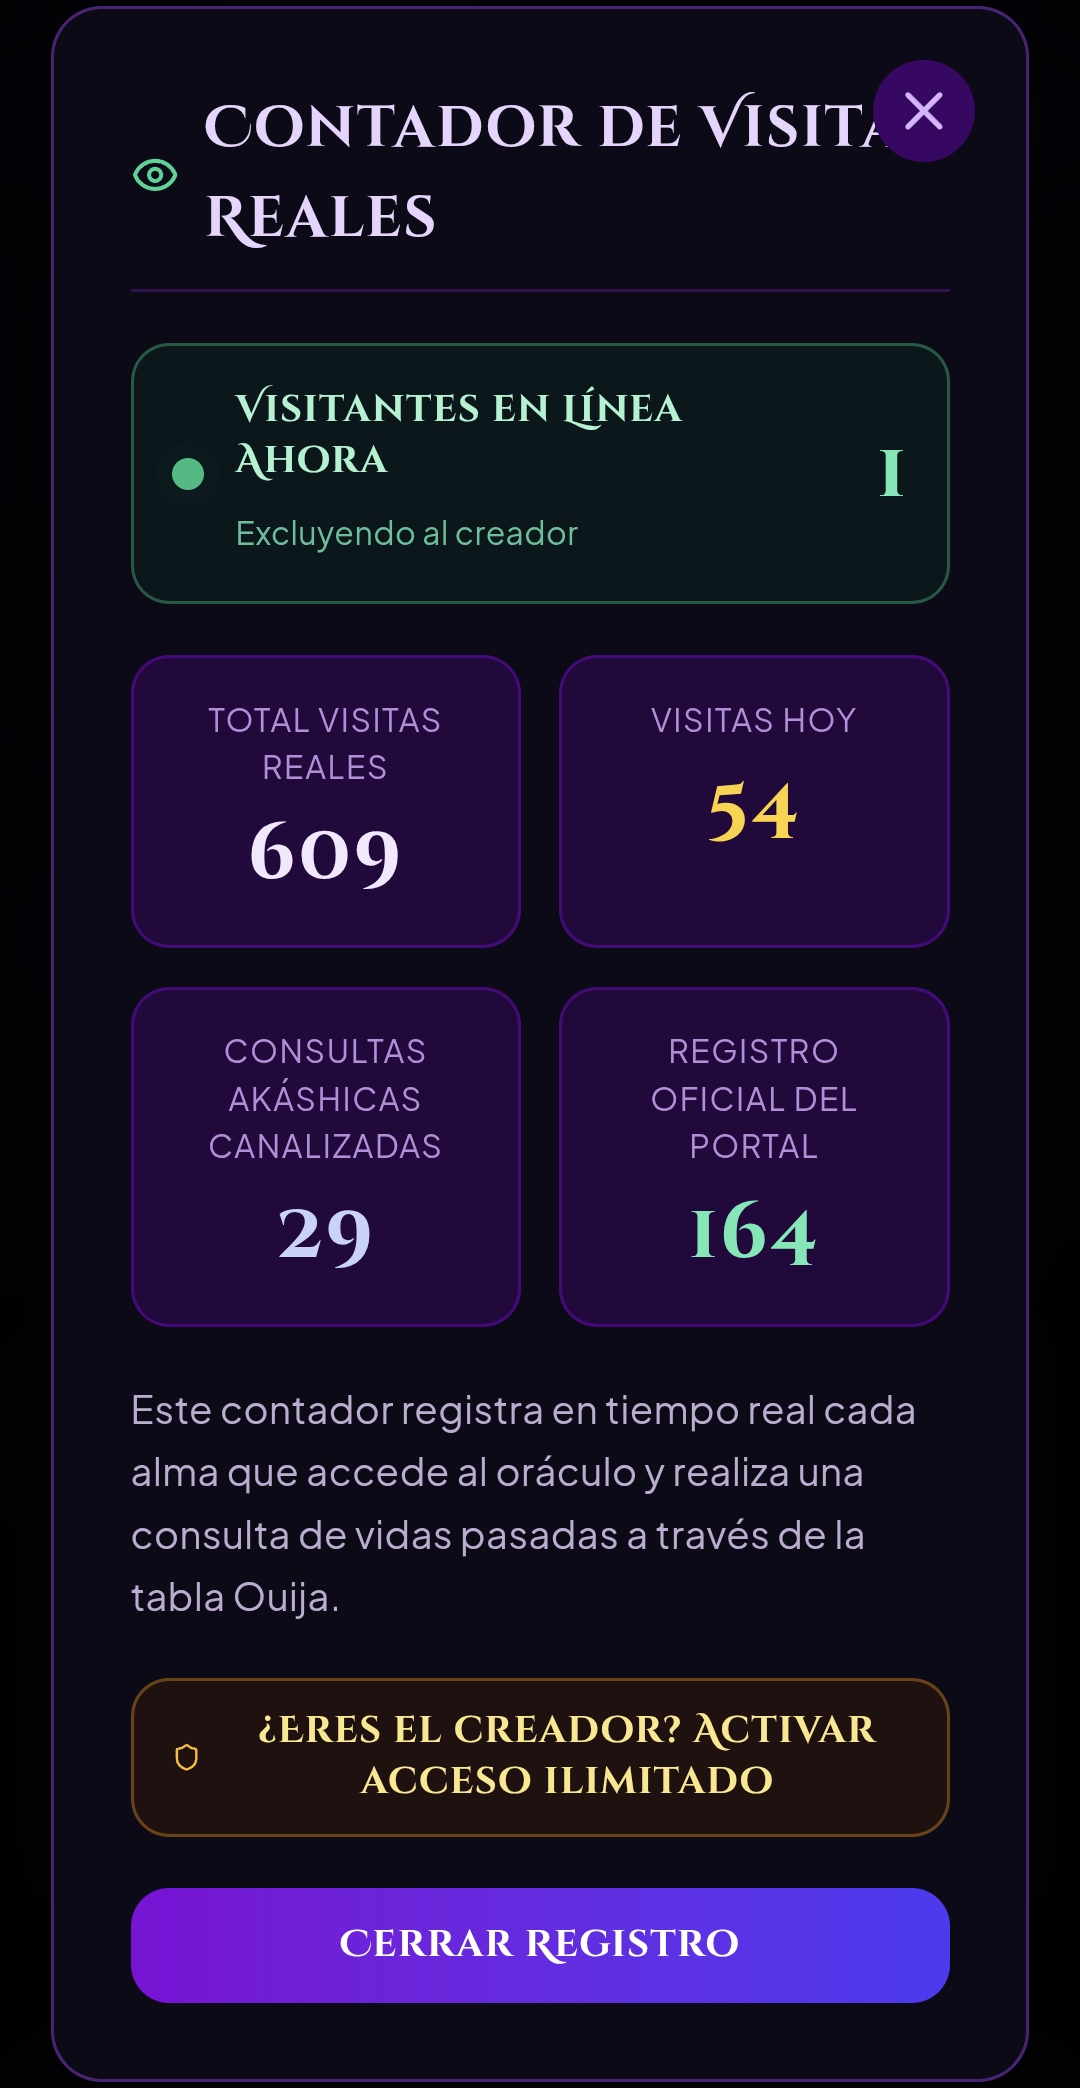 Contador de Visita
Reales
Visitantes en Línea
Ahora
1
Excluyendo al creador
TOTAL VISITAS
REALES
609
VISITAS HOY
54
CONSULTAS
AKÁSHICAS
CANALIZADAS
29
REGISTRO
OFICIAL DEL
PORTAL
164
Este contador registra en tiempo real cada
alma que accede al oráculo y realiza una
consulta de vidas pasadas a través de la
tabla Ouija.
¿Eres el creador? Activar
acceso ilimitado
Cerrar Registro